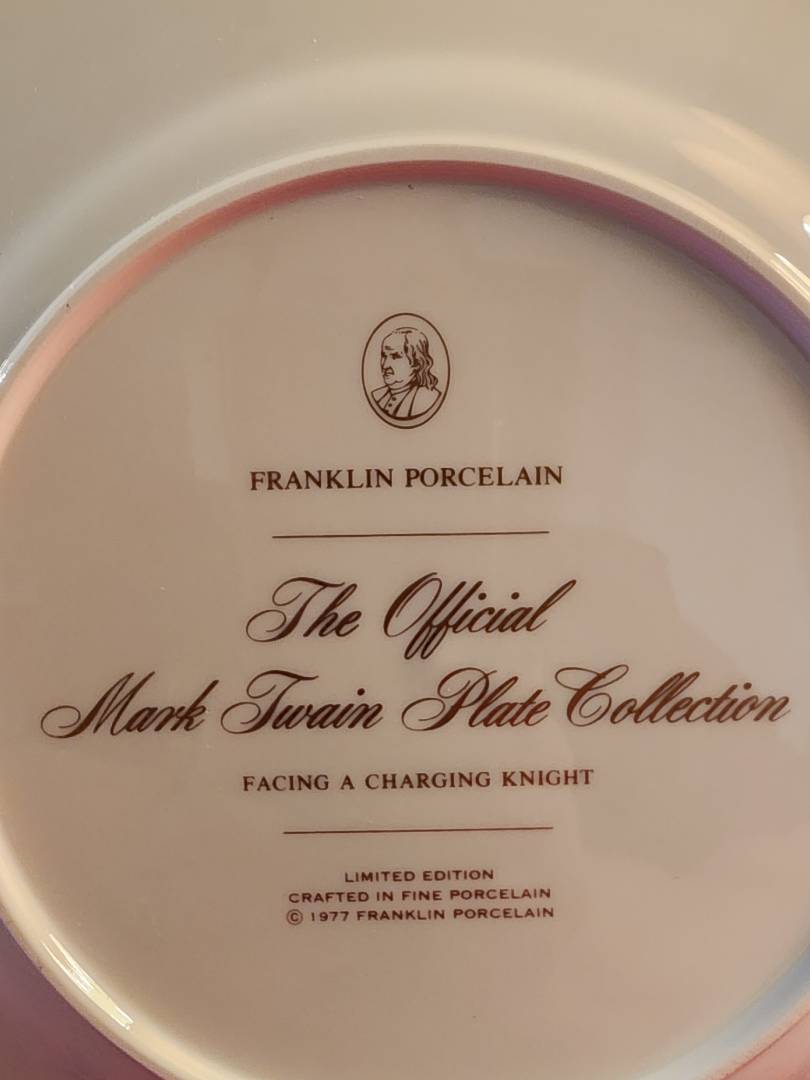 FRANKLIN PORCELAIN
The Official
Mark Twain Plate Collection
FACING A CHARGING KNIGHT
LIMITED EDITION
CRAFTED IN FINE PORCELAIN
© 1977 FRANKLIN PORCELAIN